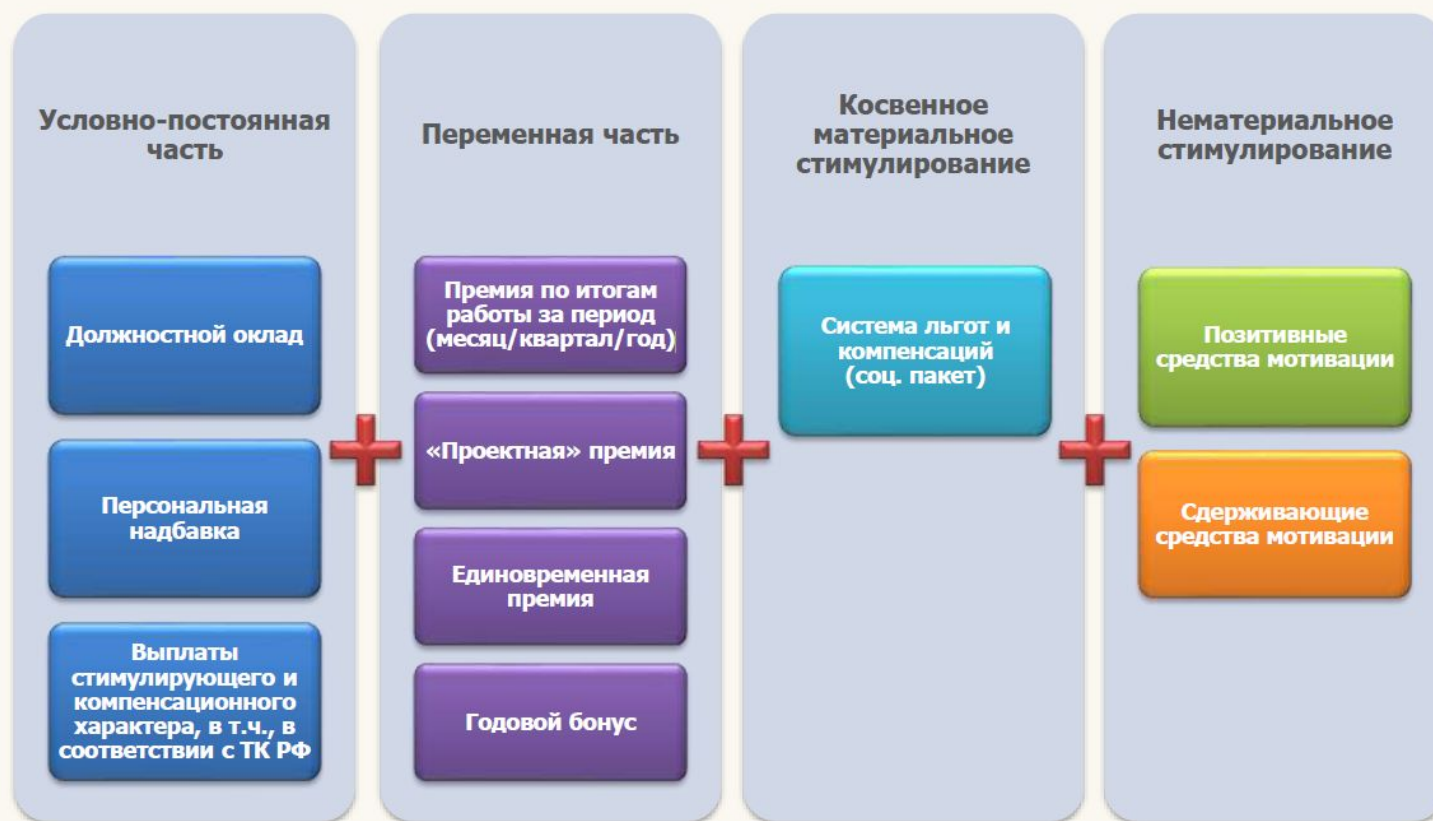 Условно-постоянная
часть
Должностной оклад
Персональная
надбавка
Выплаты
стимулирующего и
компенсационного
характера, в т.ч., в
соответствии с ТК РФ
Переменная часть
Премия по итогам
работы за период
(месяц/квартал/год)
«Проектная» премия
Единовременная
премия
Годовой бонус
Косвенное
материальное
стимулирование
Система льгот и
компенсаций
(соц. пакет)
Нематериальное
стимулирование
Позитивные
средства мотивации
Сдерживающие
средства мотивации